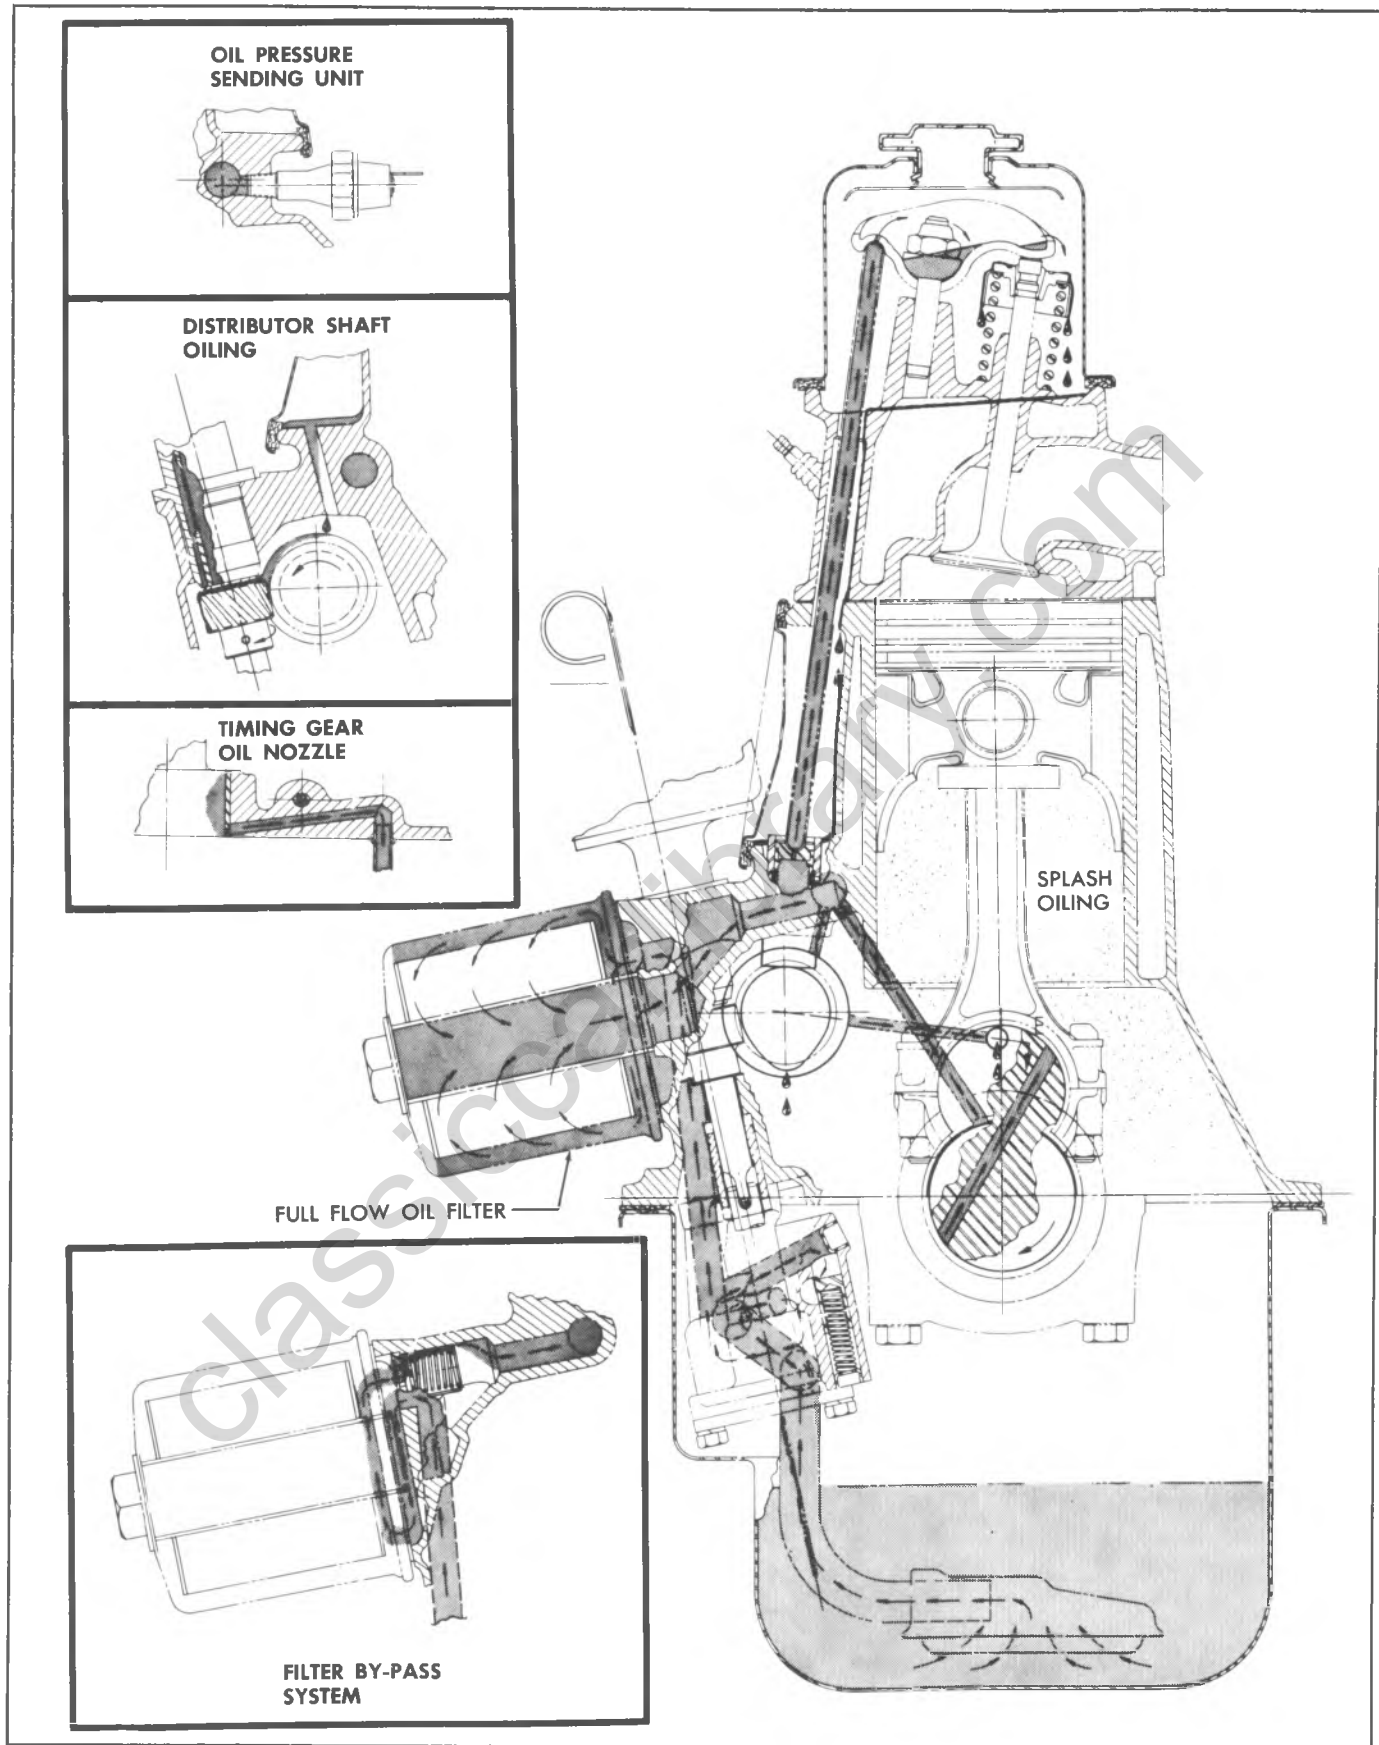 OIL PRESSURE
SENDING UNIT
DISTRIBUTOR SHAFT
OILING
TIMING GEAR
OIL NOZZLE
SPLASH
OILING
FULL FLOW OIL FILTER
FILTER BY-PASS
SYSTEM
classiccarlibrary.com